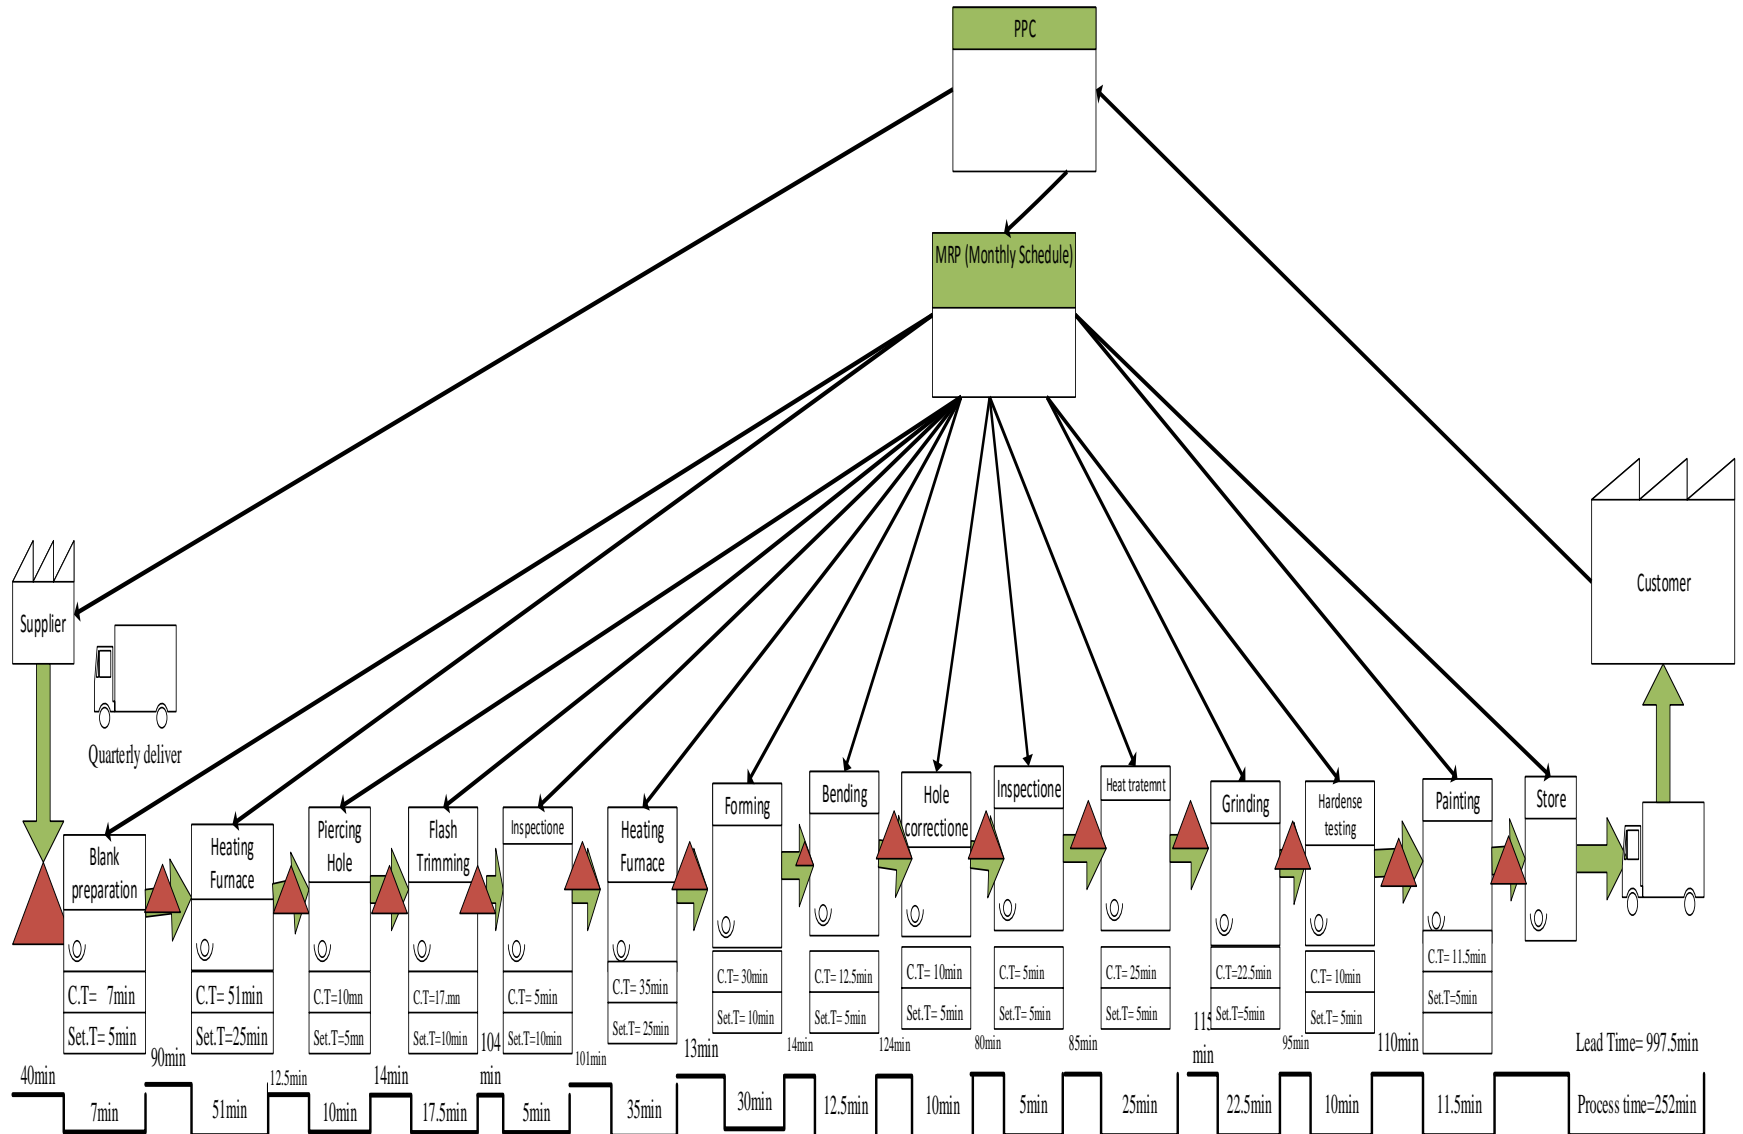 PPC
MRP (Monthly Schedule)
Supplier
Customer
Quarterly deliver
Blank
preparation
C.T= 7min
Set.T= 5min
Heating
Furnace
C.T= 51min
Set.T=25min
Piercing
Hole
C.T=10mn
Set.T=5mn
Flash
Trimming
C.T=17.mn
Set.T=10min
Inspectione
C.T= 5min
Set.T=10min
Heating
Furnace
C.T= 35min
Set.T= 25min
Forming
C.T= 30min
Set.T= 10min
Bending
C.T= 12.5min
Set.T= 5min
Hole
correctione
C.T= 10min
Set.T= 5min
Inspectione
C.T= 5min
Set.T= 5min
Heat tratemnt
C.T= 25min
Set.T= 5min
Grinding
C.T=22.5min
Set.T=5min
Hardense
testing
C.T= 10min
Set.T= 5min
Painting
C.T= 11.5min
Set.T=5min
Store
40min
90min
12.5min
14min
104
min
101min
13min
14min
124min
80min
85min
115
min
95min
110min
Lead Time= 997.5min
7min
51min
10min
17.5min
5min
35min
30min
12.5min
10min
5min
25min
22.5min
10min
11.5min
Process time=252min